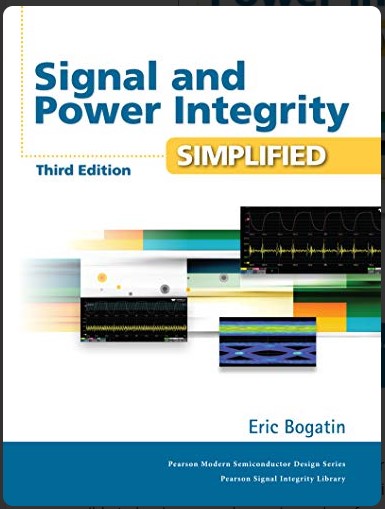 Signal and
Power Integrity
SIMPLIFIED
Third Edition
Eric Bogatin
Pearson Modern Semiconductor Design Series
Pearson Signal Integrity Library